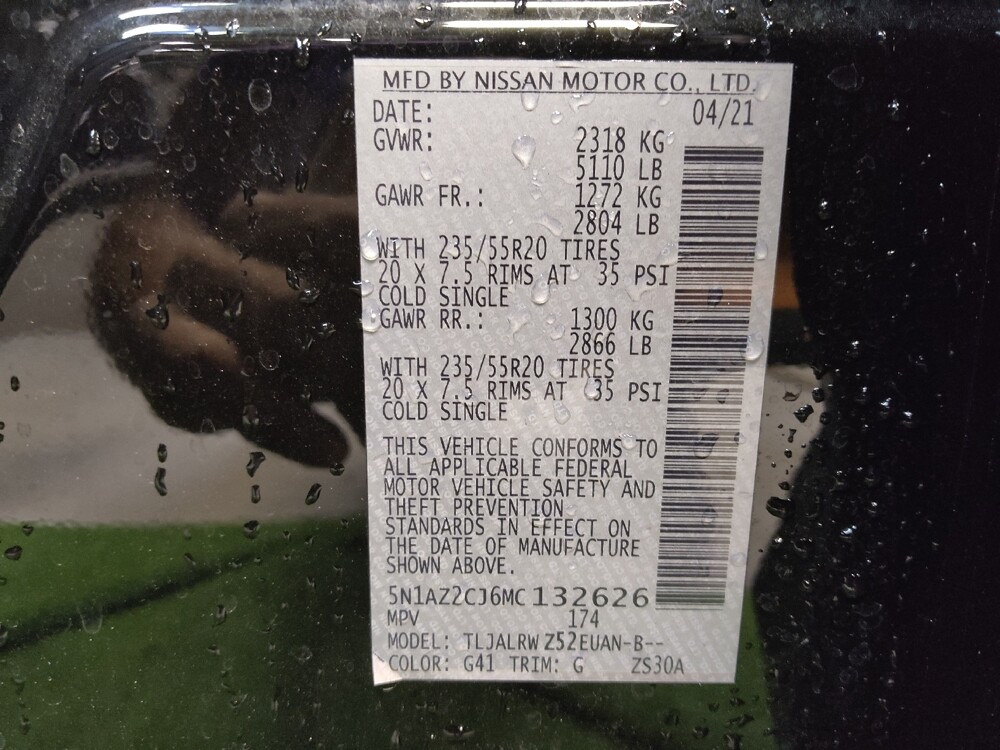 MFD BY NISSAN MOTOR CO., LTD.
DATE: 04/21
GVWR: 2318 KG
5110 LB
GAWR FR.: 1272 KG
2804 LB
WITH 235/55R20 TIRES
20 X 7.5 RIMS AT 35 PSI
COLD SINGLE
GAWR RR.: 1300 KG
2866 LB
WITH 235/55R20 TIRES
20 X 7.5 RIMS AT 35 PSI
COLD SINGLE
THIS VEHICLE CONFORMS TO
ALL APPLICABLE FEDERAL
MOTOR VEHICLE SAFETY AND
THEFT PREVENTION
STANDARDS IN EFFECT ON
THE DATE OF MANUFACTURE
SHOWN ABOVE.
5N1AZ2CJ6MC132626
MPV 174
MODEL: TLJALRW Z52EUAN-B--
COLOR: G41 TRIM: G ZS30A